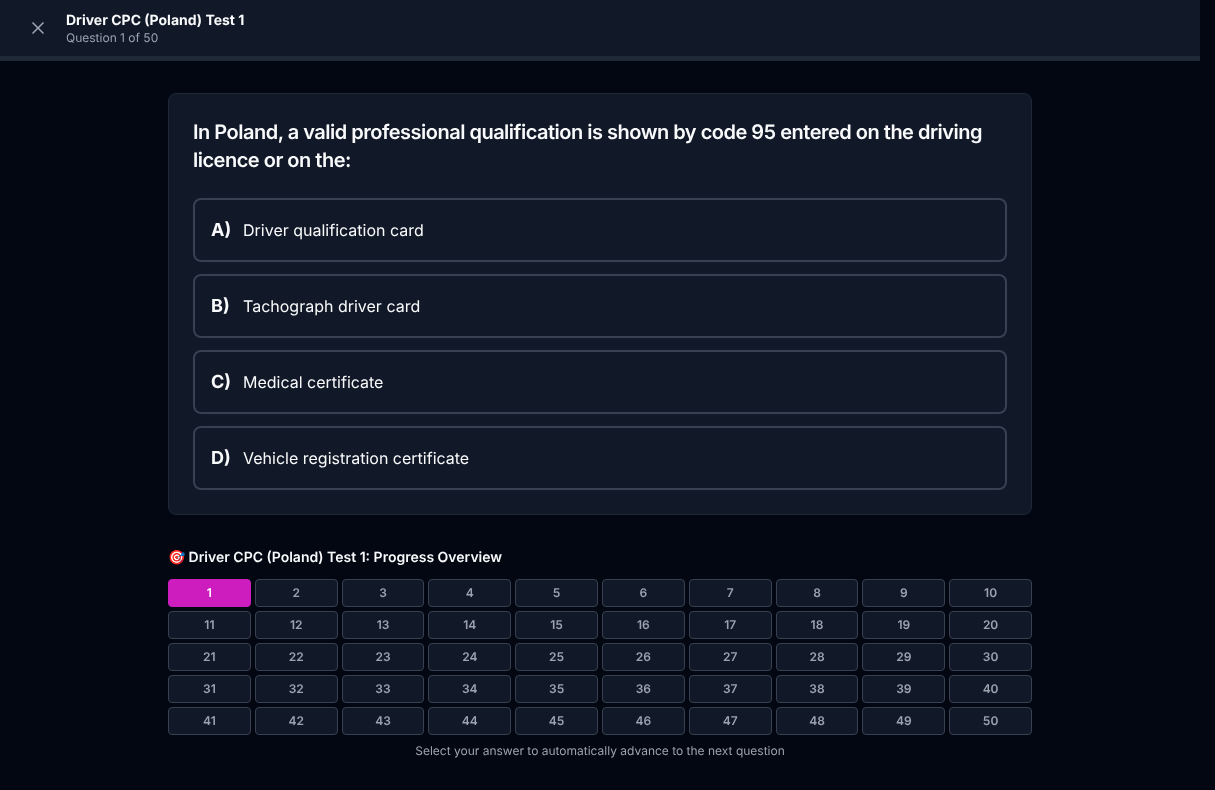 Driver CPC (Poland) Test 1
Question 1 of 50
In Poland, a valid professional qualification is shown by code 95 entered on the driving
licence or on the:
A) Driver qualification card
B) Tachograph driver card
C) Medical certificate
D) Vehicle registration certificate
🎯 Driver CPC (Poland) Test 1: Progress Overview
1 2 3 4 5 6 7 8 9 10
11 12 13 14 15 16 17 18 19 20
21 22 23 24 25 26 27 28 29 30
31 32 33 34 35 36 37 38 39 40
41 42 43 44 45 46 47 48 49 50
Select your answer to automatically advance to the next question